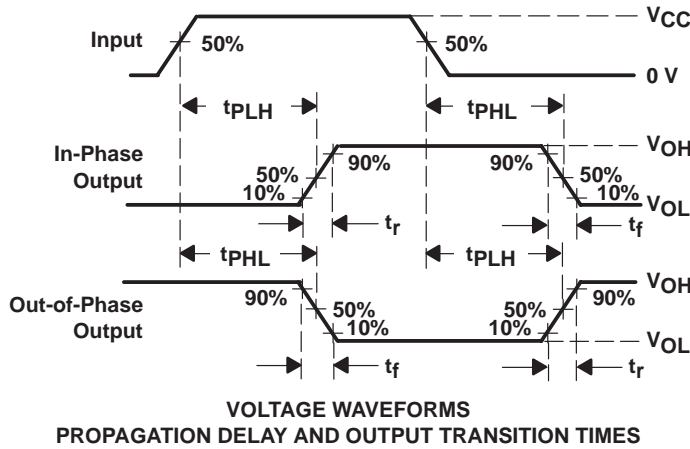 VCC
Input
50%
50%
0 V
tPLH
tPHL
In-Phase
Output
VOH
90%
90%
50%
50%
10%
10%
VOL
tr
tf
tPHL
tPLH
Out-of-Phase
Output
VOH
90%
90%
50%
50%
10%
10%
VOL
tf
tr
VOLTAGE WAVEFORMS
PROPAGATION DELAY AND OUTPUT TRANSITION TIMES